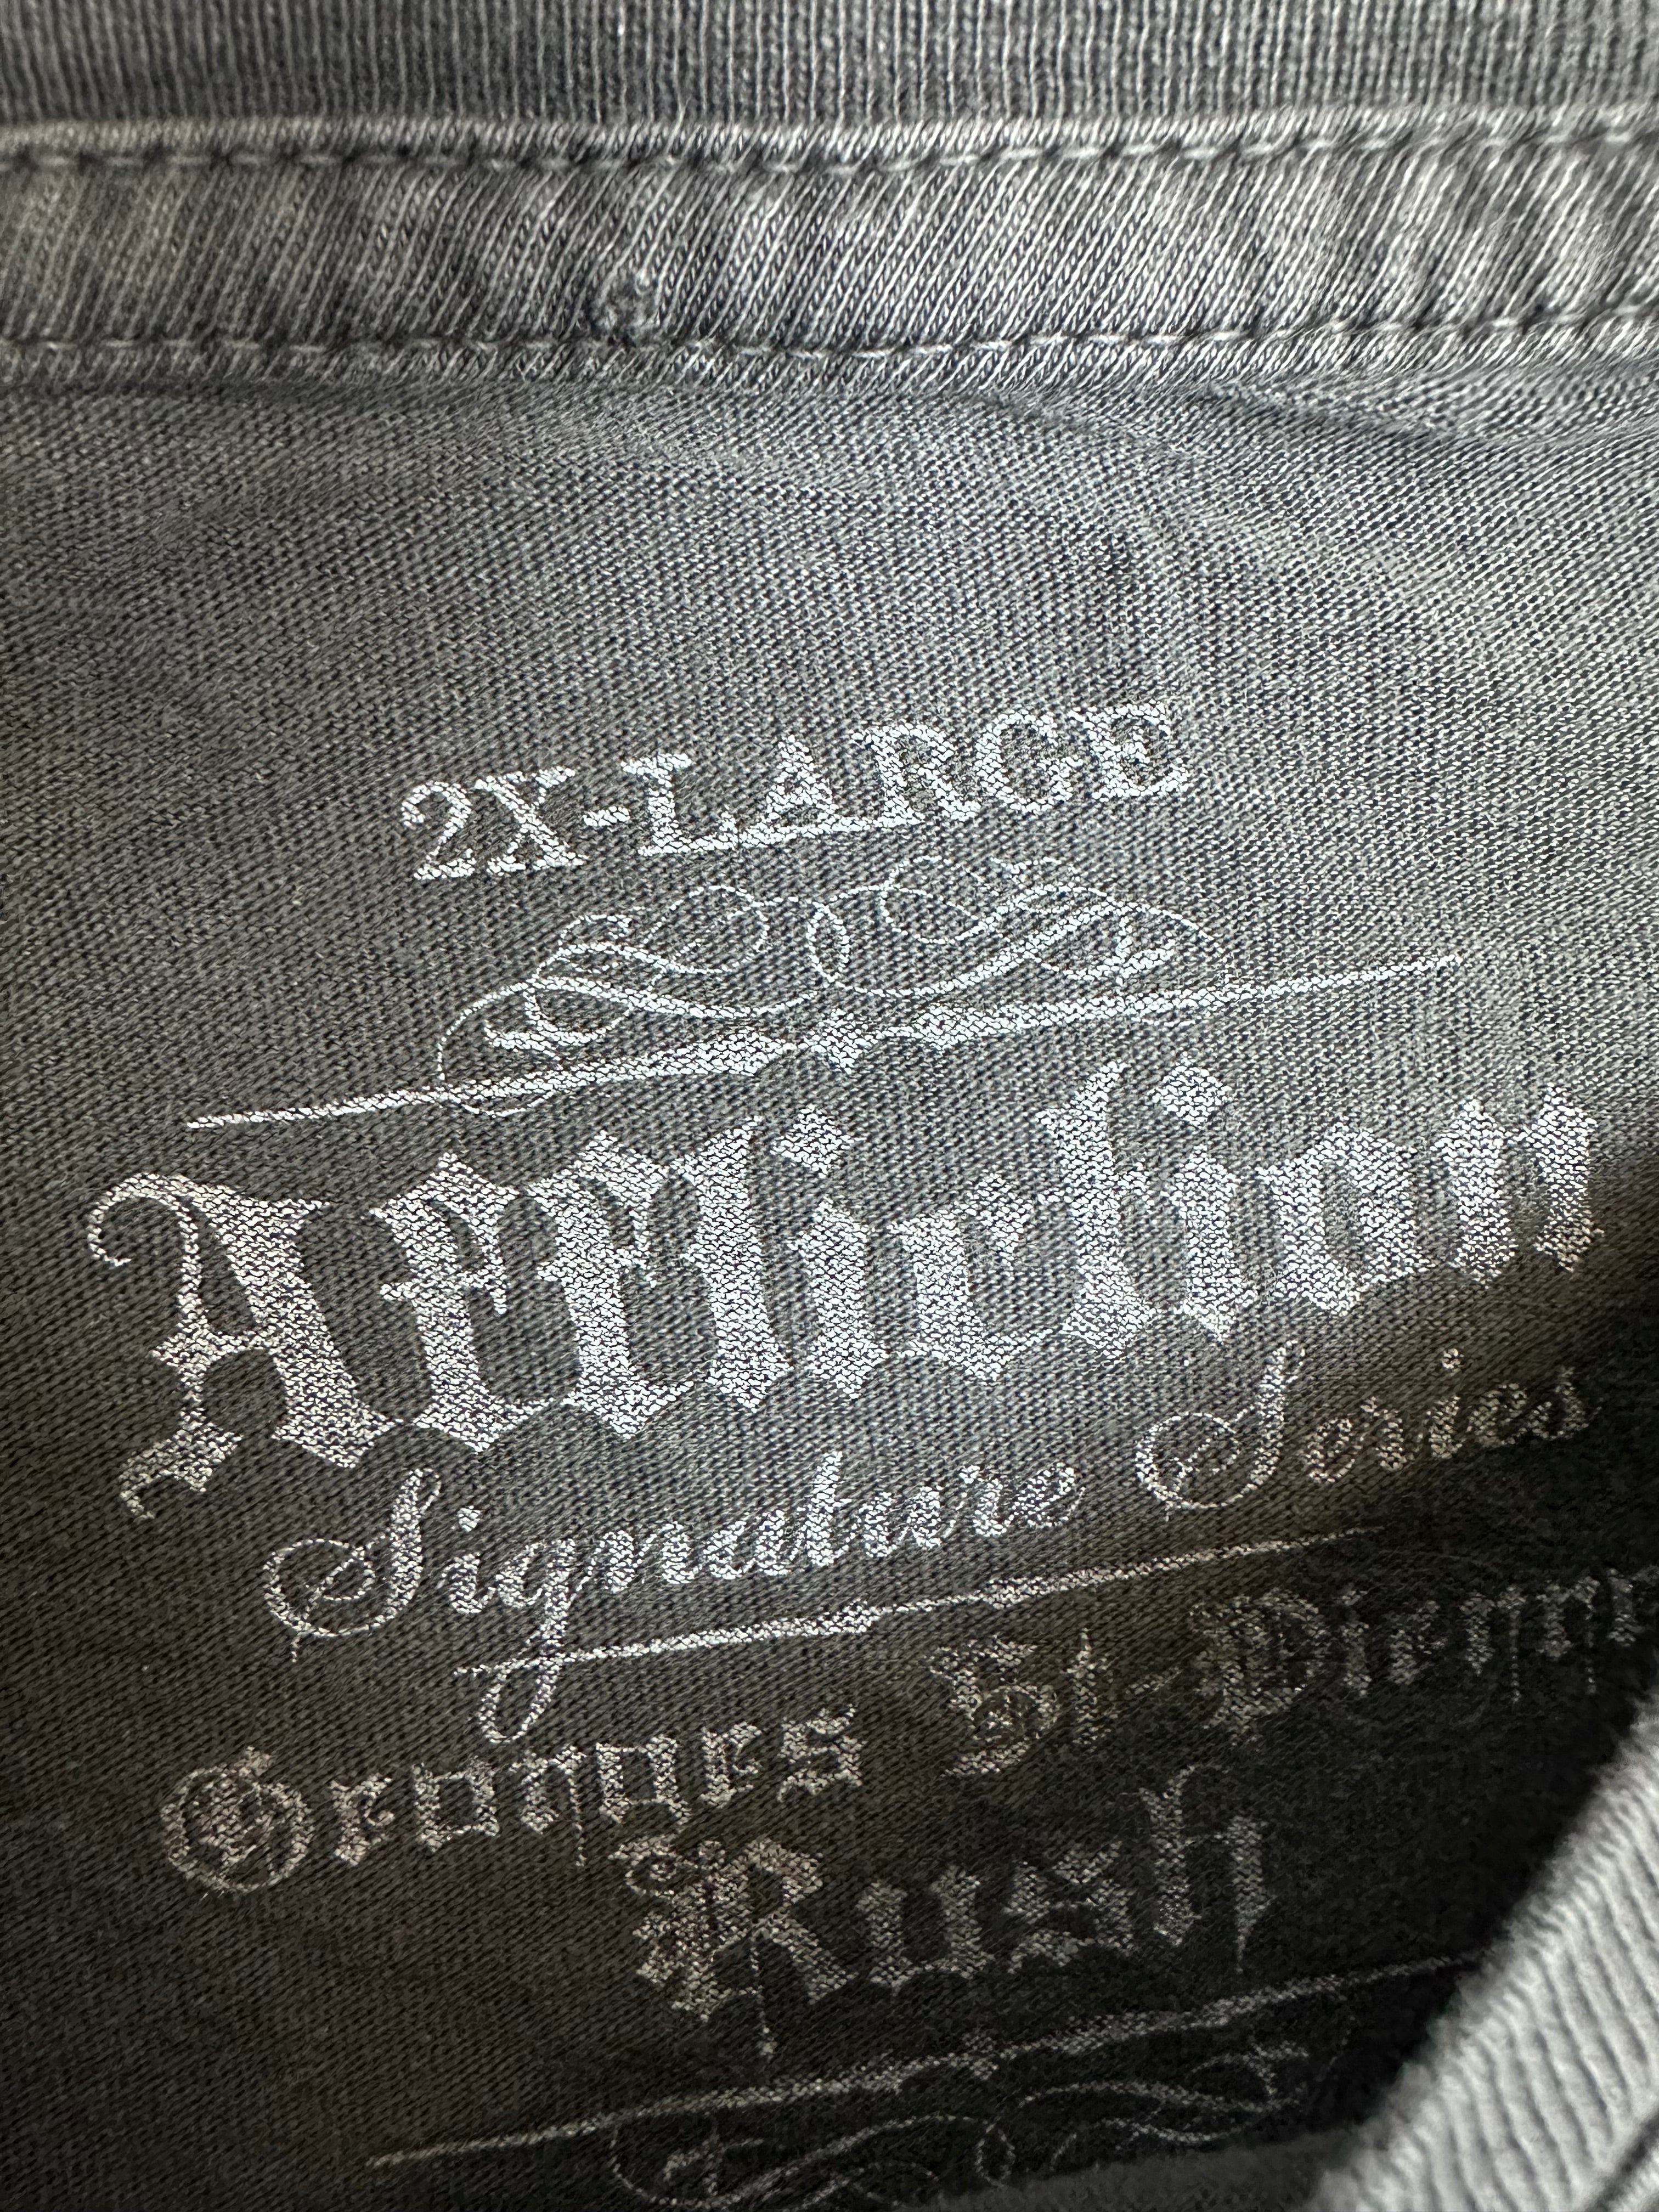 2X-LARGE
Affliction
Signature Series
Georges St-Pierre
Rush